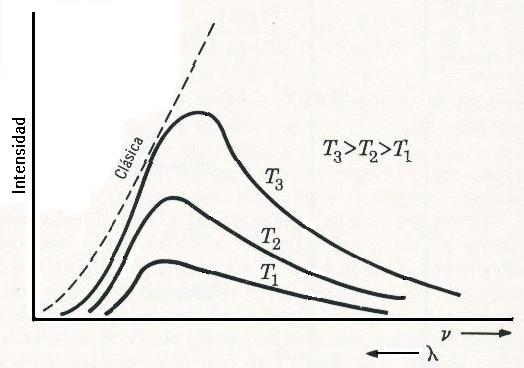 Intensidad
Clásica
T₃>T₂>T₁
T₃
T₂
T₁
ν
λ